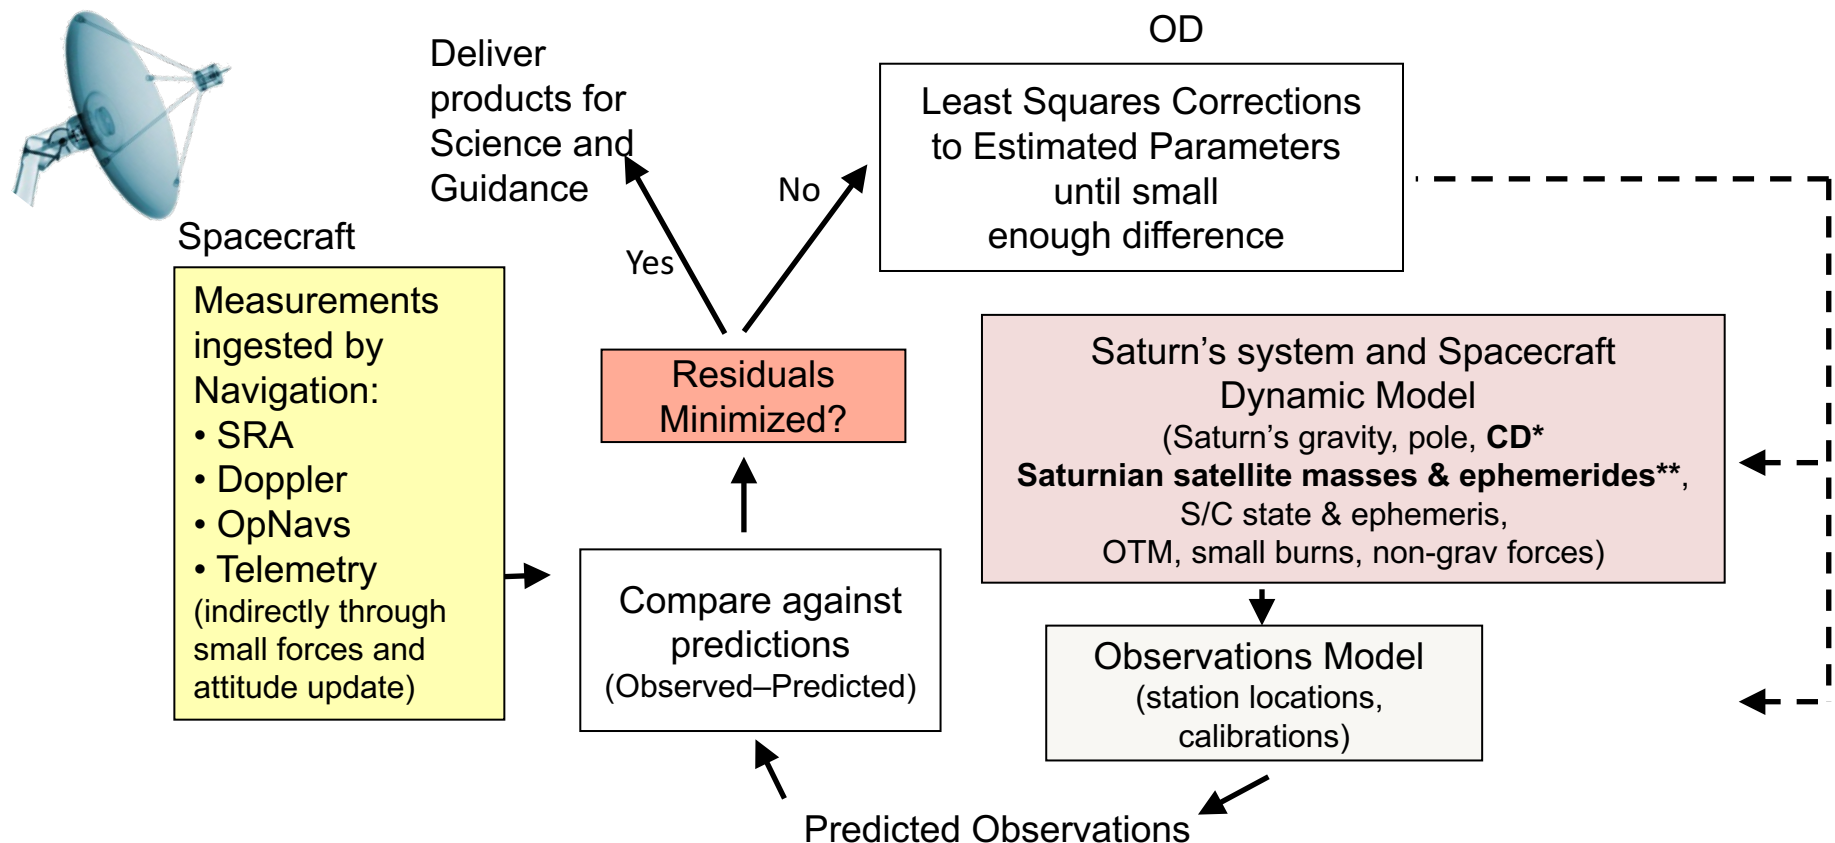 OD
Deliver
products for
Science and
Guidance
Least Squares Corrections
to Estimated Parameters
until small
enough difference
No
Yes
Spacecraft
Measurements
ingested by
Navigation:
• SRA
• Doppler
• OpNavs
• Telemetry
(indirectly through
small forces and
attitude update)
Residuals
Minimized?
Saturn’s system and Spacecraft
Dynamic Model
(Saturn’s gravity, pole, CD*
Saturnian satellite masses & ephemerides**,
S/C state & ephemeris,
OTM, small burns, non-grav forces)
Compare against
predictions
(Observed–Predicted)
Observations Model
(station locations,
calibrations)
Predicted Observations